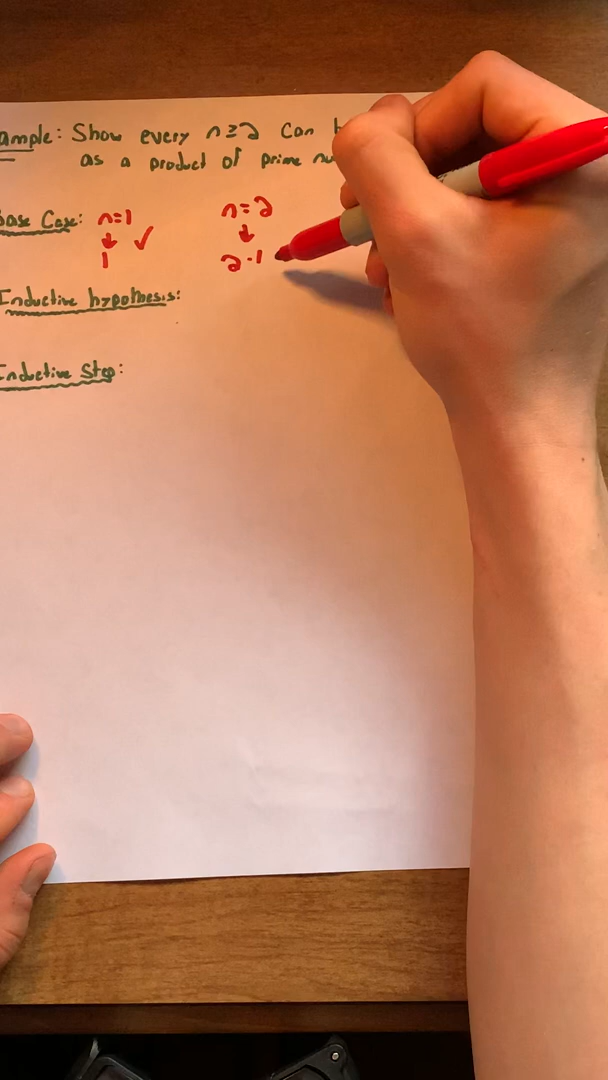 ample: Show every n≥2 can
as a product of prime nu
Base Case: n=1 n=2
↓ ✓ ↓
1 2·1
Inductive hypothesis:
Inductive Step: